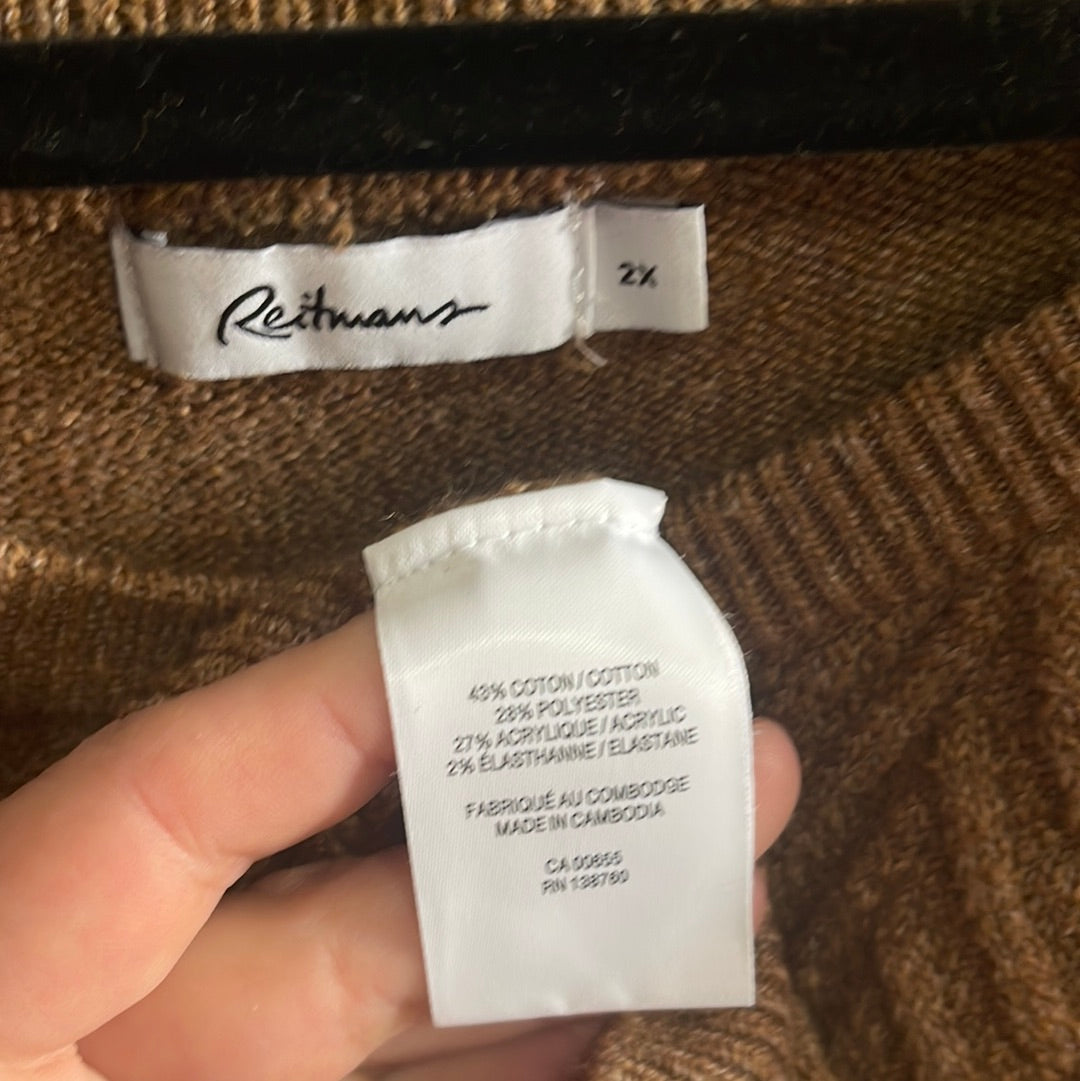 Reitmans
2X
43% COTON/COTTON
28% POLYESTER
27% ACRYLIQUE/ACRYLIC
2% ÉLASTHANNE/ELASTANE
FABRIQUÉ AU COMBODGE
MADE IN CAMBODIA
CA 00655
RN 138760